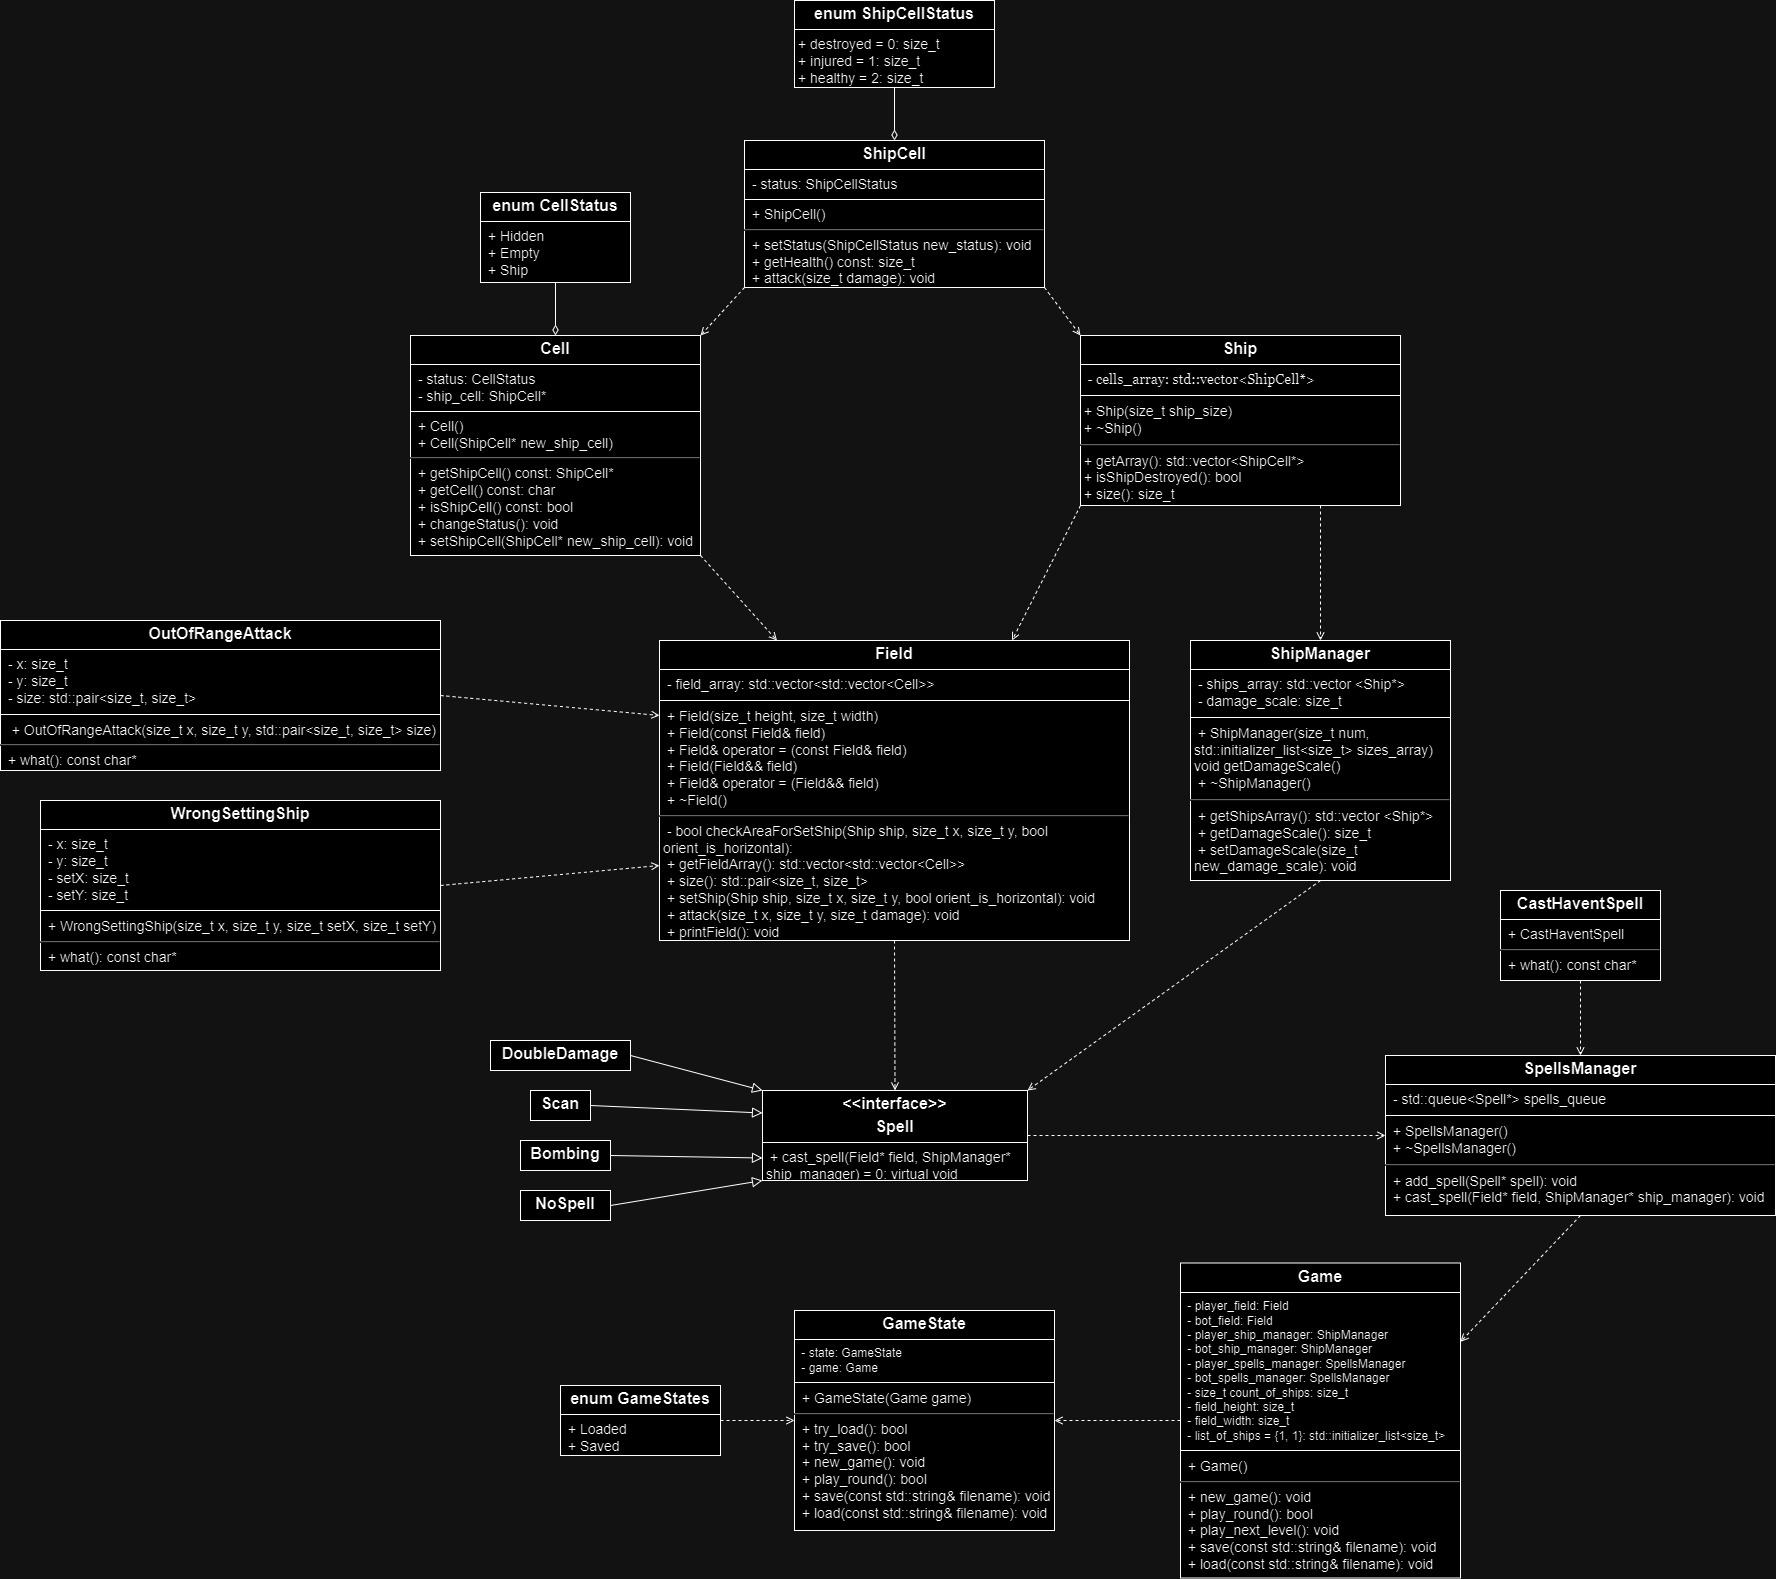 enum ShipCellStatus
+ destroyed = 0: size_t
+ injured = 1: size_t
+ healthy = 2: size_t
ShipCell
- status: ShipCellStatus
+ ShipCell()
+ setStatus(ShipCellStatus new_status): void
+ getHealth() const: size_t
+ attack(size_t damage): void
enum CellStatus
+ Hidden
+ Empty
+ Ship
Cell
- status: CellStatus
- ship_cell: ShipCell*
+ Cell()
+ Cell(ShipCell* new_ship_cell)
+ getShipCell() const: ShipCell*
+ getCell() const: char
+ isShipCell() const: bool
+ changeStatus(): void
+ setShipCell(ShipCell* new_ship_cell): void
Ship
- cells_array: std::vector<ShipCell*>
+ Ship(size_t ship_size)
+ ~Ship()
+ getArray(): std::vector<ShipCell*>
+ isShipDestroyed(): bool
+ size(): size_t
OutOfRangeAttack
- x: size_t
- y: size_t
- size: std::pair<size_t, size_t>
+ OutOfRangeAttack(size_t x, size_t y, std::pair<size_t, size_t> size)
+ what(): const char*
WrongSettingShip
- x: size_t
- y: size_t
- setX: size_t
- setY: size_t
+ WrongSettingShip(size_t x, size_t y, size_t setX, size_t setY)
+ what(): const char*
Field
- field_array: std::vector<std::vector<Cell>>
+ Field(size_t height, size_t width)
+ Field(const Field& field)
+ Field& operator = (const Field& field)
+ Field(Field&& field)
+ Field& operator = (Field&& field)
+ ~Field()
- bool checkAreaForSetShip(Ship ship, size_t x, size_t y, bool
orient_is_horizontal):
+ getFieldArray(): std::vector<std::vector<Cell>>
+ size(): std::pair<size_t, size_t>
+ setShip(Ship ship, size_t x, size_t y, bool orient_is_horizontal): void
+ attack(size_t x, size_t y, size_t damage): void
+ printField(): void
ShipManager
- ships_array: std::vector <Ship*>
- damage_scale: size_t
+ ShipManager(size_t num,
std::initializer_list<size_t> sizes_array)
void getDamageScale()
+ ~ShipManager()
+ getShipsArray(): std::vector <Ship*>
+ getDamageScale(): size_t
+ setDamageScale(size_t
new_damage_scale): void
CastHaventSpell
+ CastHaventSpell
+ what(): const char*
DoubleDamage
Scan
Bombing
NoSpell
<<interface>>
Spell
+ cast_spell(Field* field, ShipManager*
ship_manager) = 0: virtual void
SpellsManager
- std::queue<Spell*> spells_queue
+ SpellsManager()
+ ~SpellsManager()
+ add_spell(Spell* spell): void
+ cast_spell(Field* field, ShipManager* ship_manager): void
enum GameStates
+ Loaded
+ Saved
GameState
- state: GameState
- game: Game
+ GameState(Game game)
+ try_load(): bool
+ try_save(): bool
+ new_game(): void
+ play_round(): bool
+ save(const std::string& filename): void
+ load(const std::string& filename): void
Game
- player_field: Field
- bot_field: Field
- player_ship_manager: ShipManager
- bot_ship_manager: ShipManager
- player_spells_manager: SpellsManager
- bot_spells_manager: SpellsManager
- size_t count_of_ships: size_t
- field_height: size_t
- field_width: size_t
- list_of_ships = {1, 1}: std::initializer_list<size_t>
+ Game()
+ new_game(): void
+ play_round(): bool
+ play_next_level(): void
+ save(const std::string& filename): void
+ load(const std::string& filename): void